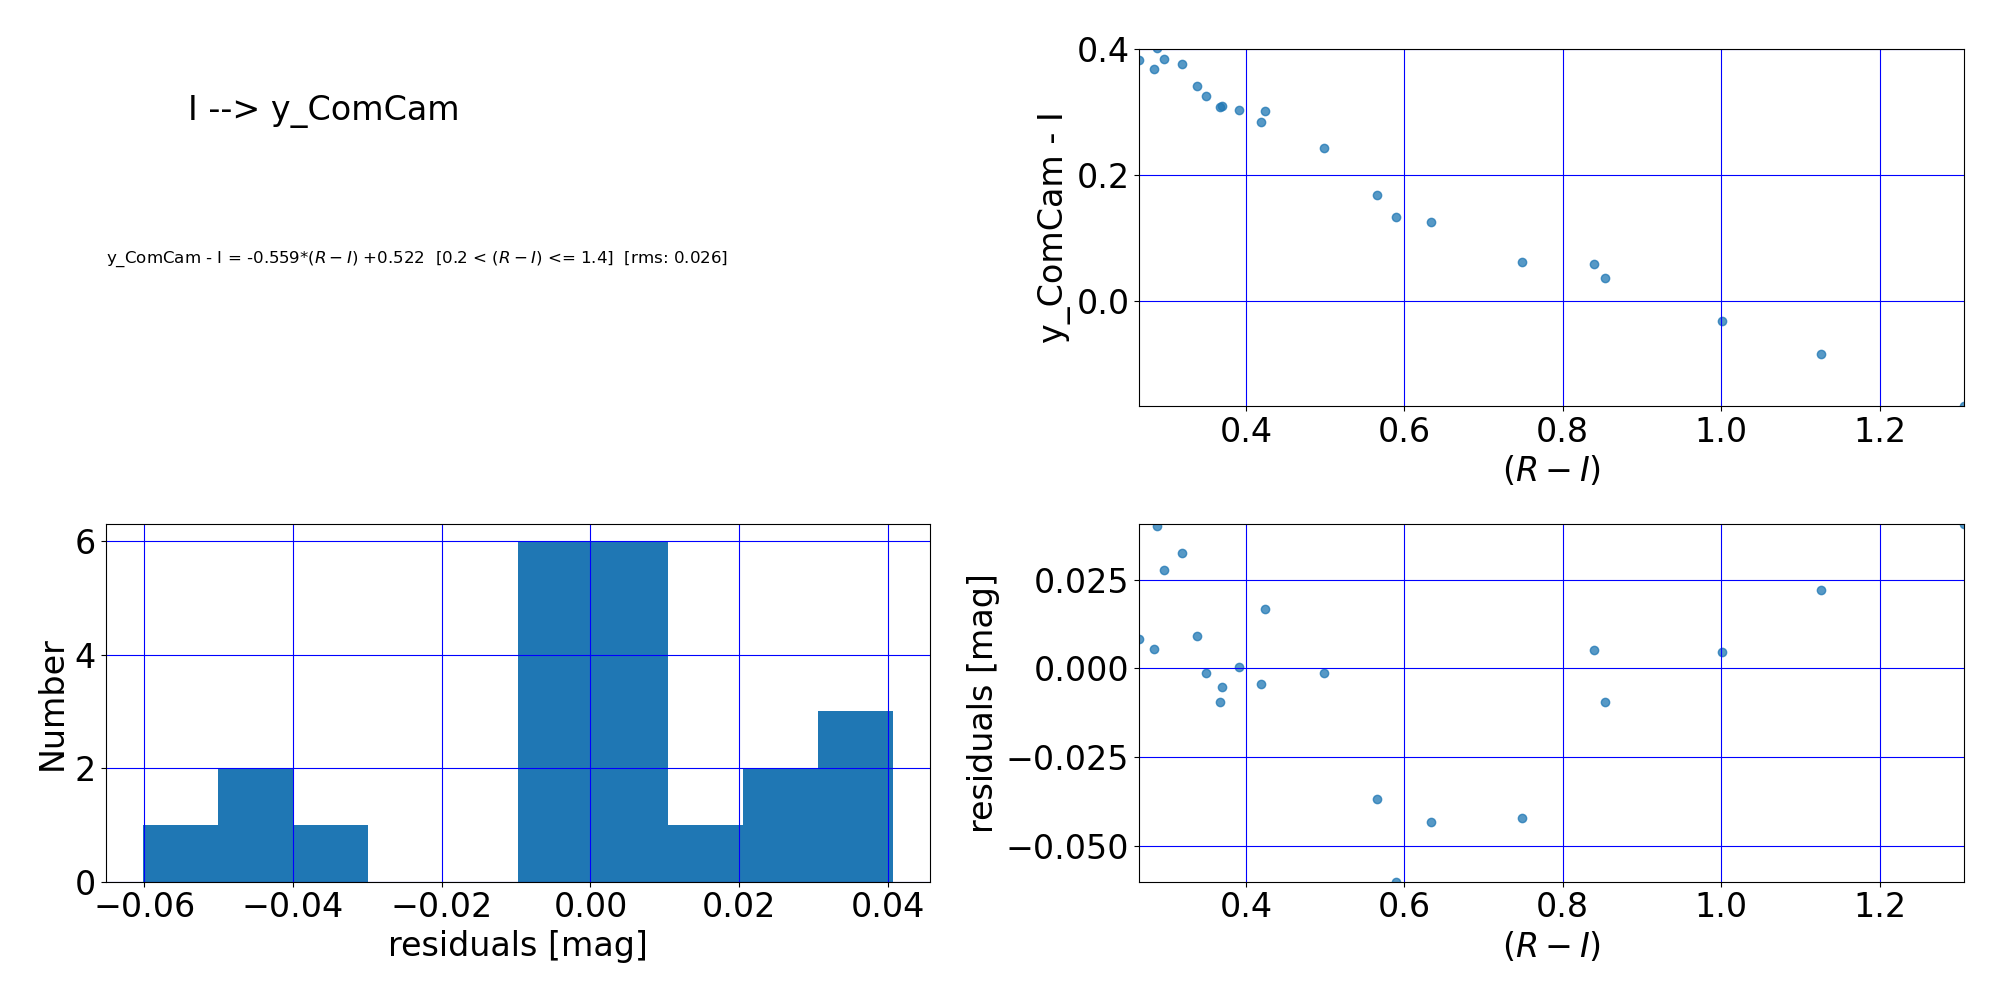 I --> y_ComCam
y_ComCam - I = -0.559*(R − I) +0.522 [0.2 < (R − I) <= 1.4] [rms: 0.026]
y_ComCam - I
0.4
0.2
0.0
0.4 0.6 0.8 1.0 1.2
(R − I)
Number
6
4
2
0
−0.06 −0.04 −0.02 0.00 0.02 0.04
residuals [mag]
residuals [mag]
0.025
0.000
−0.025
−0.050
0.4 0.6 0.8 1.0 1.2
(R − I)